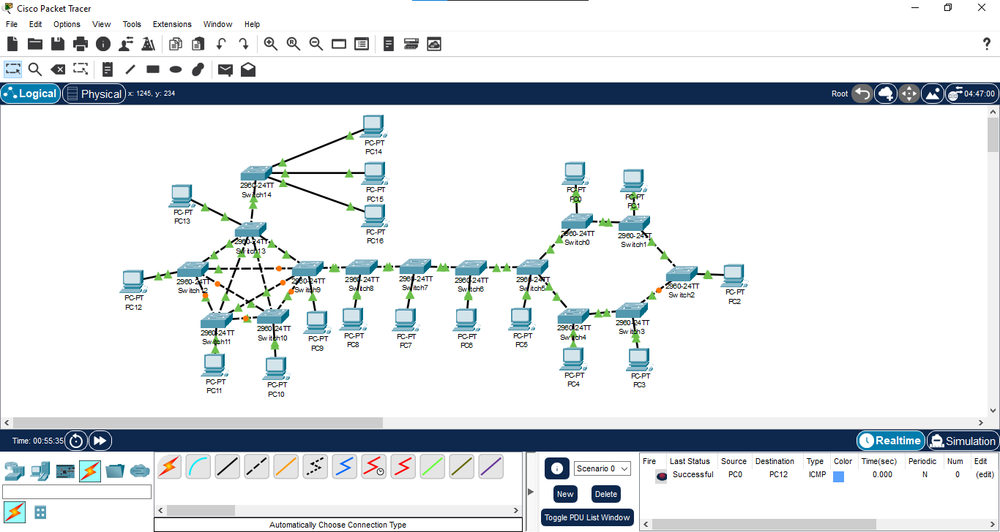 Cisco Packet Tracer
File Edit Options View Tools Extensions Window Help
Logical Physical x: 1245, y: 234 Root 04:47:00
PC-PT
PC14
2960-24TT
Switch14
PC-PT
PC15
PC-PT
PC16
PC-PT
PC13
2960-24TT
Switch13
PC-PT
PC0
PC-PT
PC1
2960-24TT
Switch0
2960-24TT
Switch1
2960-24TT
Switch12
PC-PT
PC12
2960-24TT
Switch9
2960-24TT
Switch8
2960-24TT
Switch7
2960-24TT
Switch6
2960-24TT
Switch5
2960-24TT
Switch2
PC-PT
PC2
2960-24TT
Switch11
2960-24TT
Switch10
PC-PT
PC9
PC-PT
PC8
PC-PT
PC7
PC-PT
PC6
PC-PT
PC5
2960-24TT
Switch4
2960-24TT
Switch3
PC-PT
PC11
PC-PT
PC10
PC-PT
PC4
PC-PT
PC3
Time: 00:55:35 Realtime Simulation
Automatically Choose Connection Type
Scenario 0
New Delete
Toggle PDU List Window
Fire Last Status Source Destination Type Color Time(sec) Periodic Num Edit
Successful PC0 PC12 ICMP 0.000 N 0 (edit)